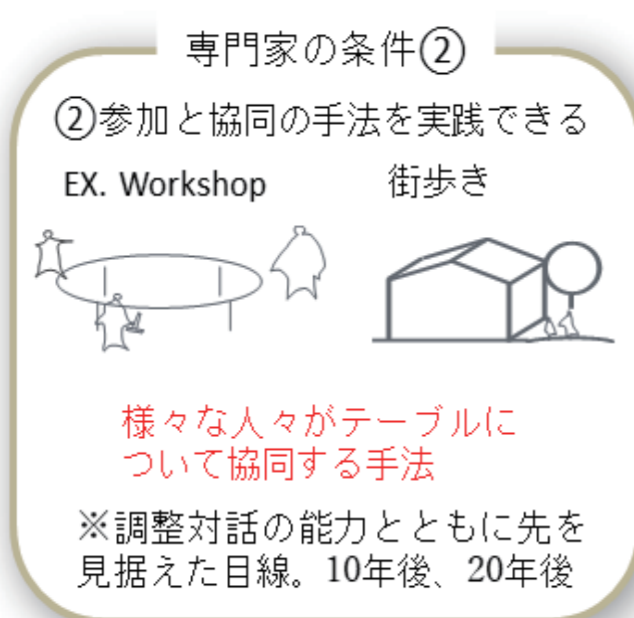 専門家の条件②
②参加と協同の手法を実践できる
EX. Workshop 街歩き
様々な人々がテーブルに
ついて協同する手法
※調整対話の能力とともに先を
見据えた目線。10年後、20年後